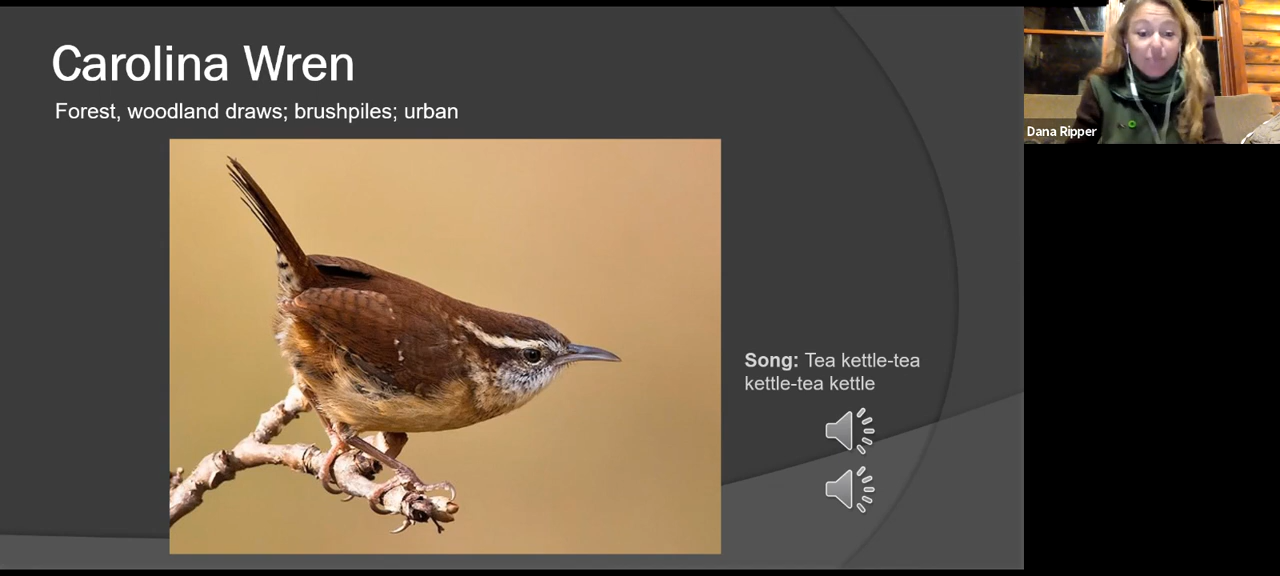 Carolina Wren
Forest, woodland draws; brushpiles; urban
Song: Tea kettle-tea
kettle-tea kettle
Dana Ripper